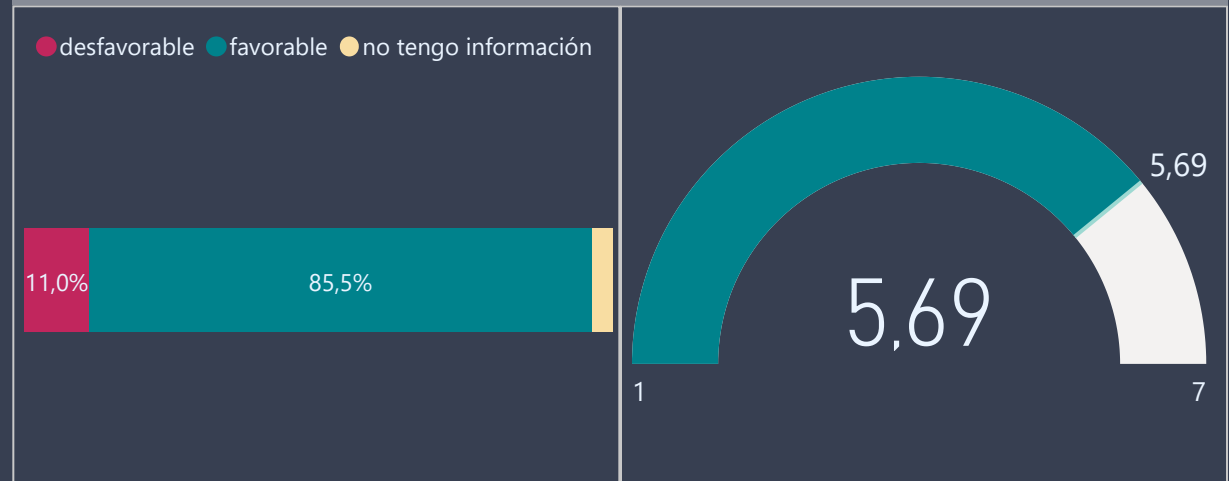 desfavorable favorable no tengo información
11,0% 85,5%
5,69
5,69
1 7